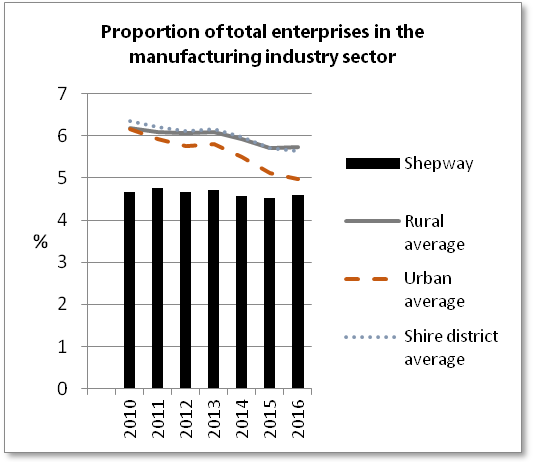 Proportion of total enterprises in the
manufacturing industry sector
7
6
5
4
3
2
1
0
%
2010
2011
2012
2013
2014
2015
2016
Shepway
Rural
average
Urban
average
Shire district
average